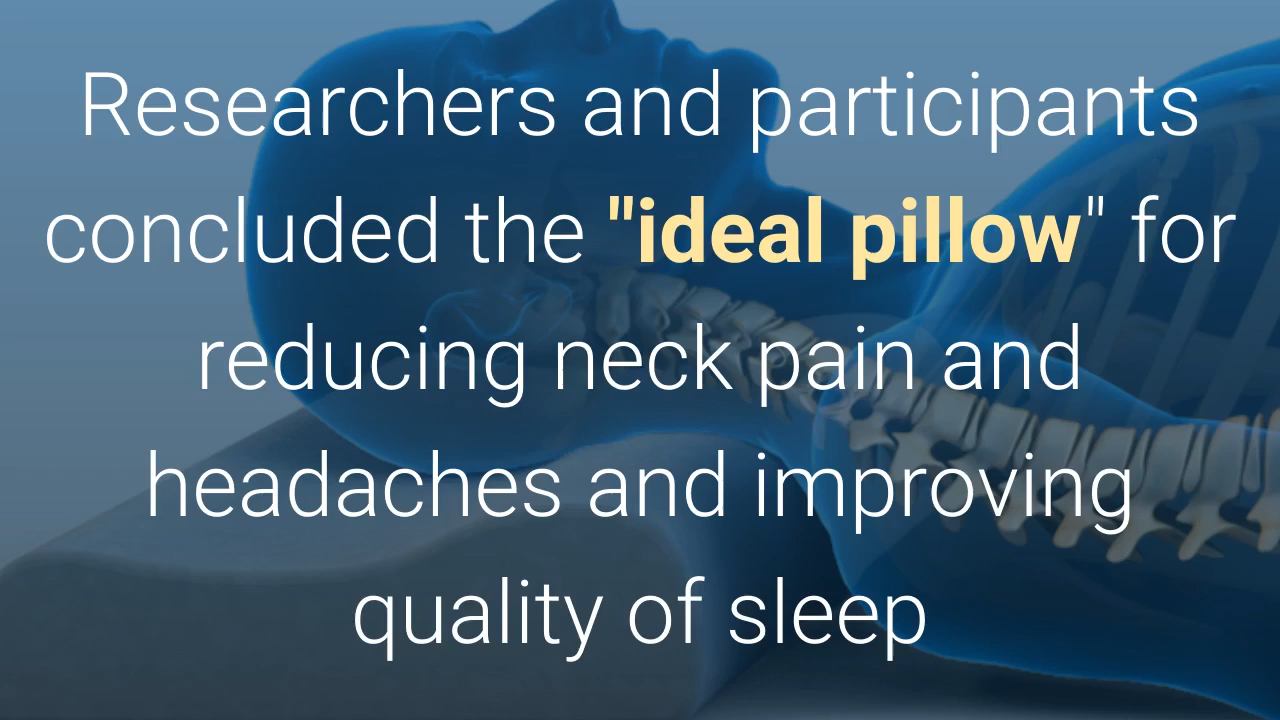 Researchers and participants
concluded the "ideal pillow" for
reducing neck pain and
headaches and improving
quality of sleep